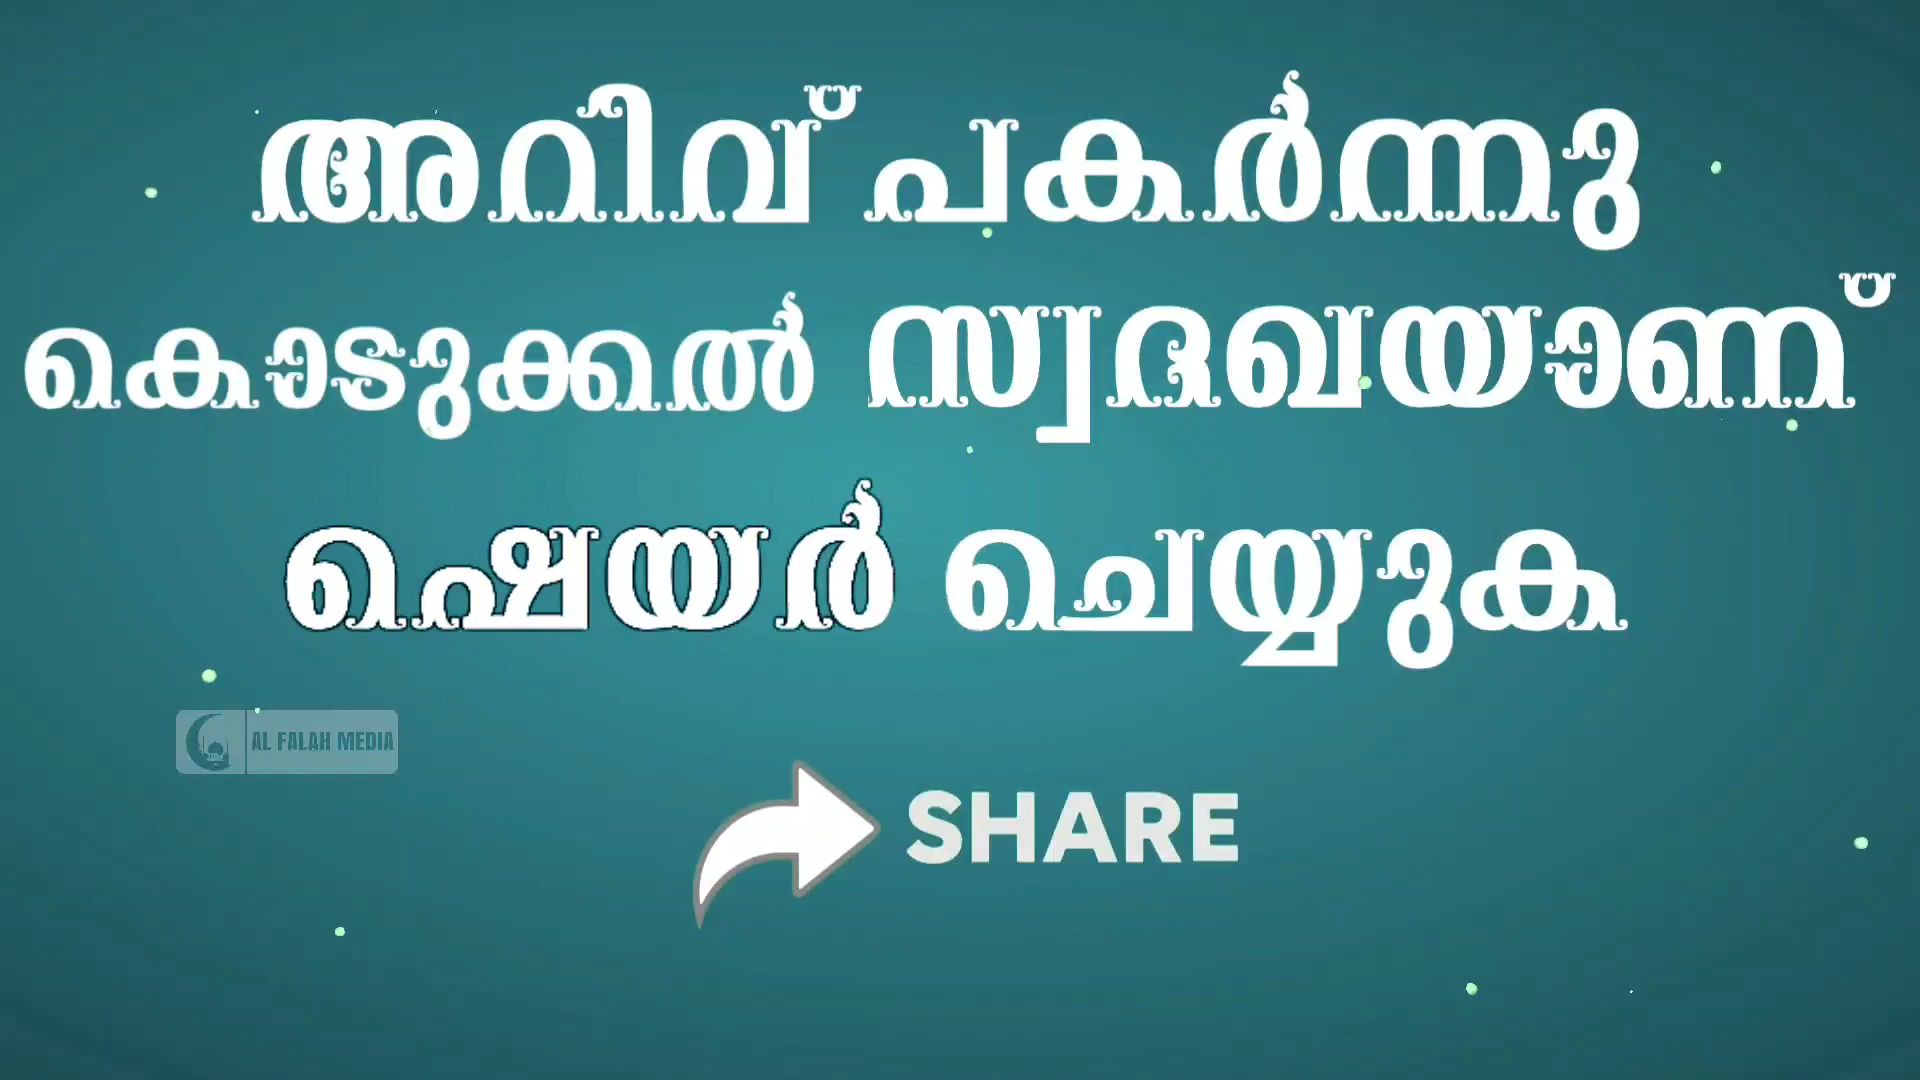 അറിവ് പകർന്നു
കൊടുക്കൽ സ്വദഖയാണ്
ഷെയർ ചെയ്യുക
AL FALAH MEDIA
SHARE